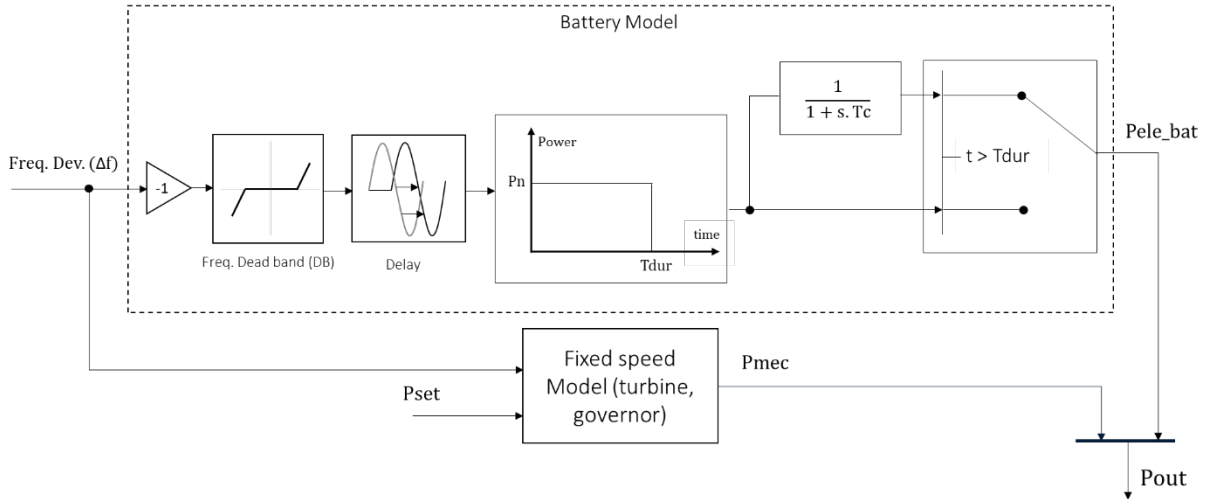 Battery Model
Freq. Dev. (Δf)
-1
Freq. Dead band (DB)
Delay
Power
Pn
time
Tdur
1
1 + s. Tc
t > Tdur
Pele_bat
Pset
Fixed speed
Model (turbine,
governor)
Pmec
Pout